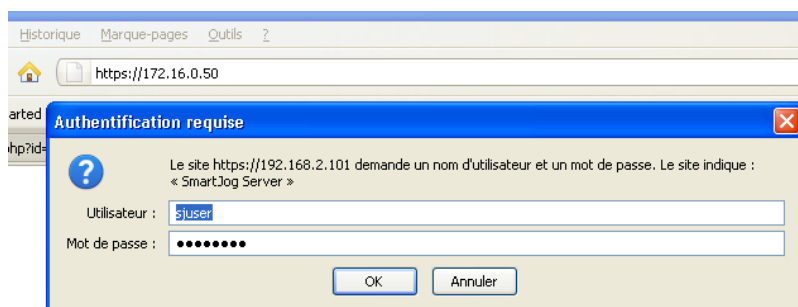 Historique Marque-pages Outils ?
https://172.16.0.50
arted
Authentification requise
hp?id=
Le site https://192.168.2.101 demande un nom d'utilisateur et un mot de passe. Le site indique :
« SmartJog Server »
Utilisateur : sjuser
Mot de passe : ●●●●●●●●
OK Annuler